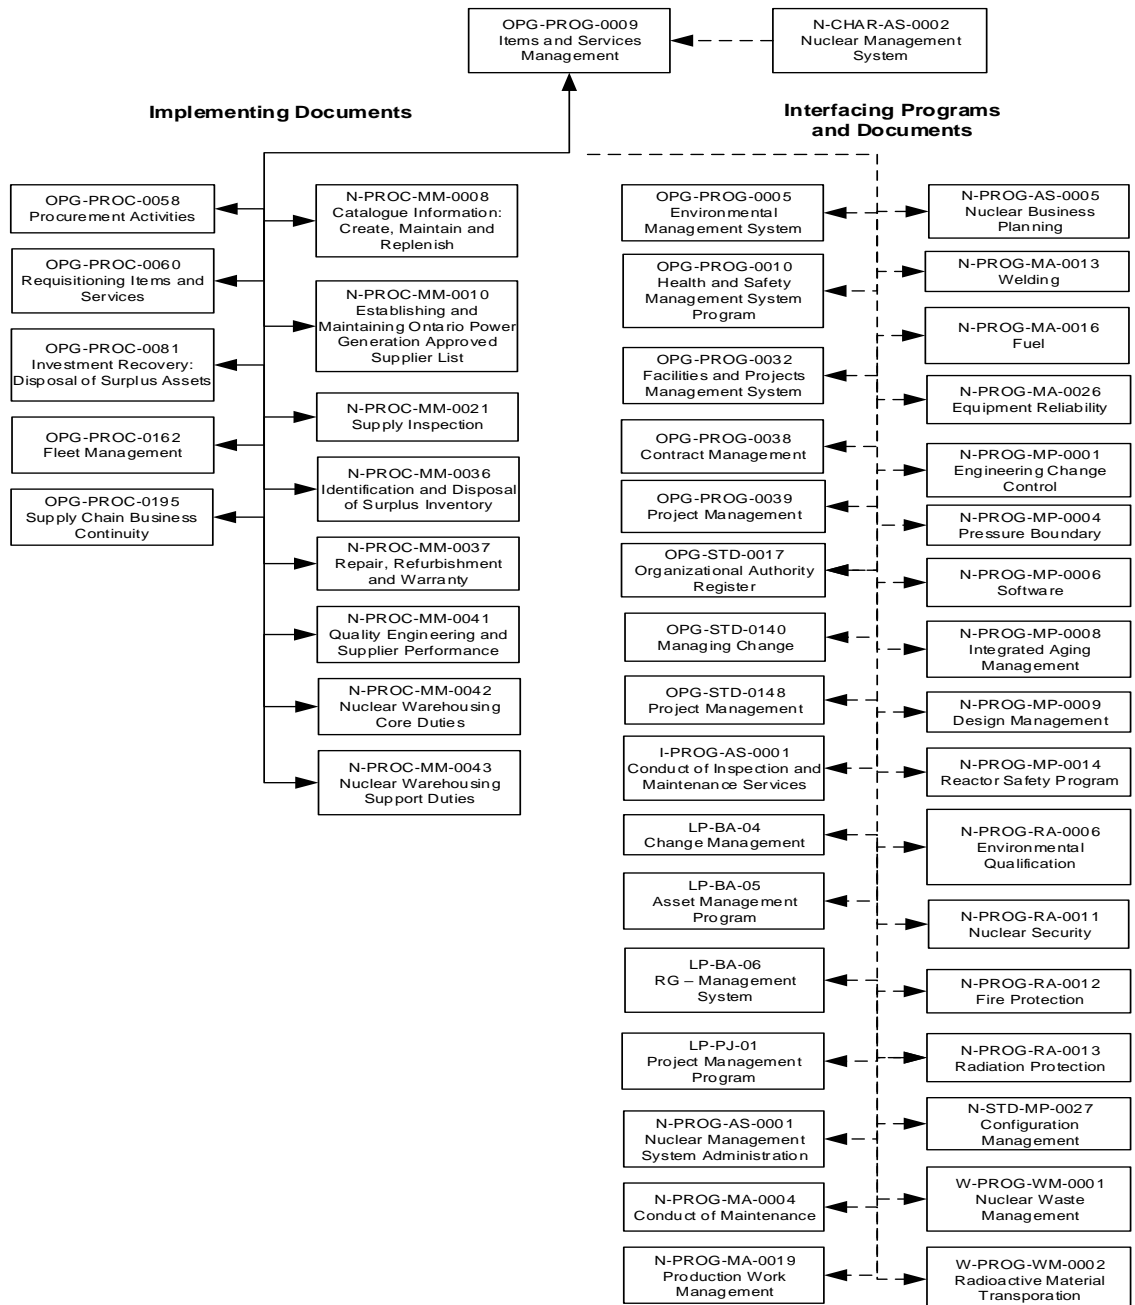 OPG-PROG-0009
Items and Services
Management
N-CHAR-AS-0002
Nuclear Management
System
Implementing Documents
Interfacing Programs
and Documents
OPG-PROC-0058
Procurement Activities
OPG-PROC-0060
Requisitioning Items and
Services
OPG-PROC-0081
Investment Recovery:
Disposal of Surplus Assets
OPG-PROC-0162
Fleet Management
OPG-PROC-0195
Supply Chain Business
Continuity
N-PROC-MM-0008
Catalogue Information:
Create, Maintain and
Replenish
N-PROC-MM-0010
Establishing and
Maintaining Ontario Power
Generation Approved
Supplier List
N-PROC-MM-0021
Supply Inspection
N-PROC-MM-0036
Identification and Disposal
of Surplus Inventory
N-PROC-MM-0037
Repair, Refurbishment
and Warranty
N-PROC-MM-0041
Quality Engineering and
Supplier Performance
N-PROC-MM-0042
Nuclear Warehousing
Core Duties
N-PROC-MM-0043
Nuclear Warehousing
Support Duties
OPG-PROG-0005
Environmental
Management System
OPG-PROG-0010
Health and Safety
Management System
Program
OPG-PROG-0032
Facilities and Projects
Management System
OPG-PROG-0038
Contract Management
OPG-PROG-0039
Project Management
OPG-STD-0017
Organizational Authority
Register
OPG-STD-0140
Managing Change
OPG-STD-0148
Project Management
I-PROG-AS-0001
Conduct of Inspection and
Maintenance Services
LP-BA-04
Change Management
LP-BA-05
Asset Management
Program
LP-BA-06
RG – Management
System
LP-PJ-01
Project Management
Program
N-PROG-AS-0001
Nuclear Management
System Administration
N-PROG-MA-0004
Conduct of Maintenance
N-PROG-MA-0019
Production Work
Management
N-PROG-AS-0005
Nuclear Business
Planning
N-PROG-MA-0013
Welding
N-PROG-MA-0016
Fuel
N-PROG-MA-0026
Equipment Reliability
N-PROG-MP-0001
Engineering Change
Control
N-PROG-MP-0004
Pressure Boundary
N-PROG-MP-0006
Software
N-PROG-MP-0008
Integrated Aging
Management
N-PROG-MP-0009
Design Management
N-PROG-MP-0014
Reactor Safety Program
N-PROG-RA-0006
Environmental
Qualification
N-PROG-RA-0011
Nuclear Security
N-PROG-RA-0012
Fire Protection
N-PROG-RA-0013
Radiation Protection
N-STD-MP-0027
Configuration
Management
W-PROG-WM-0001
Nuclear Waste
Management
W-PROG-WM-0002
Radioactive Material
Transporation